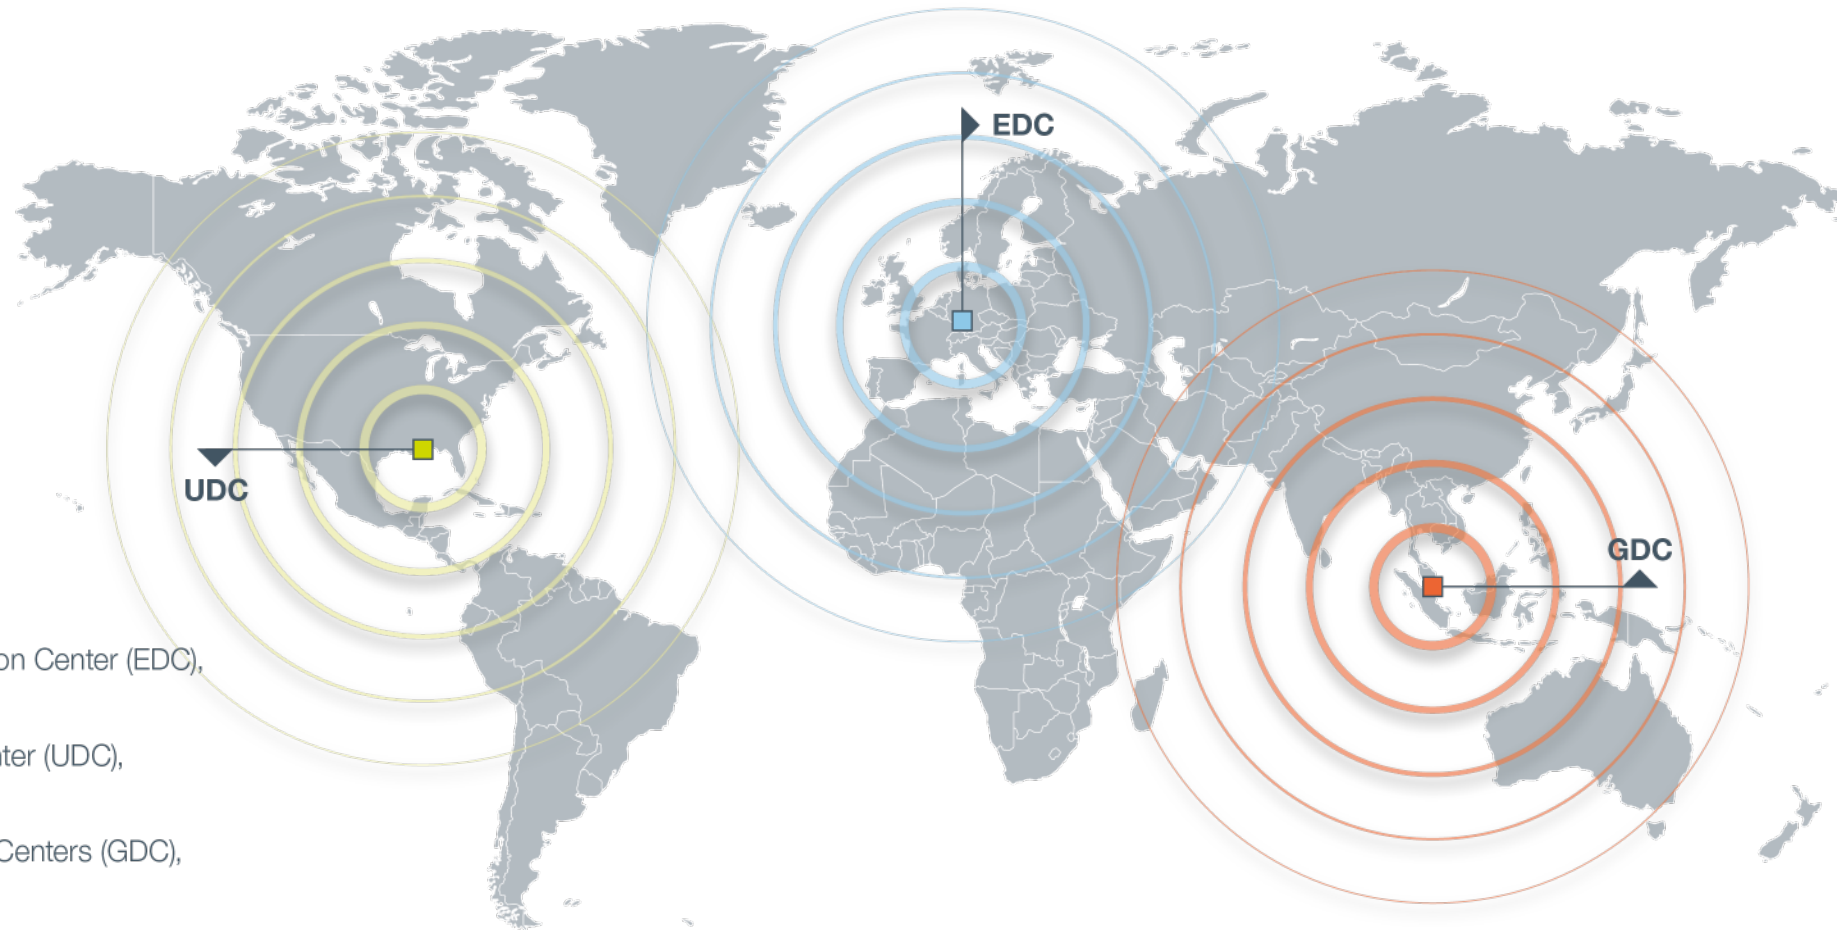 EDC
UDC
GDC
on Center (EDC),
ter (UDC),
Centers (GDC),